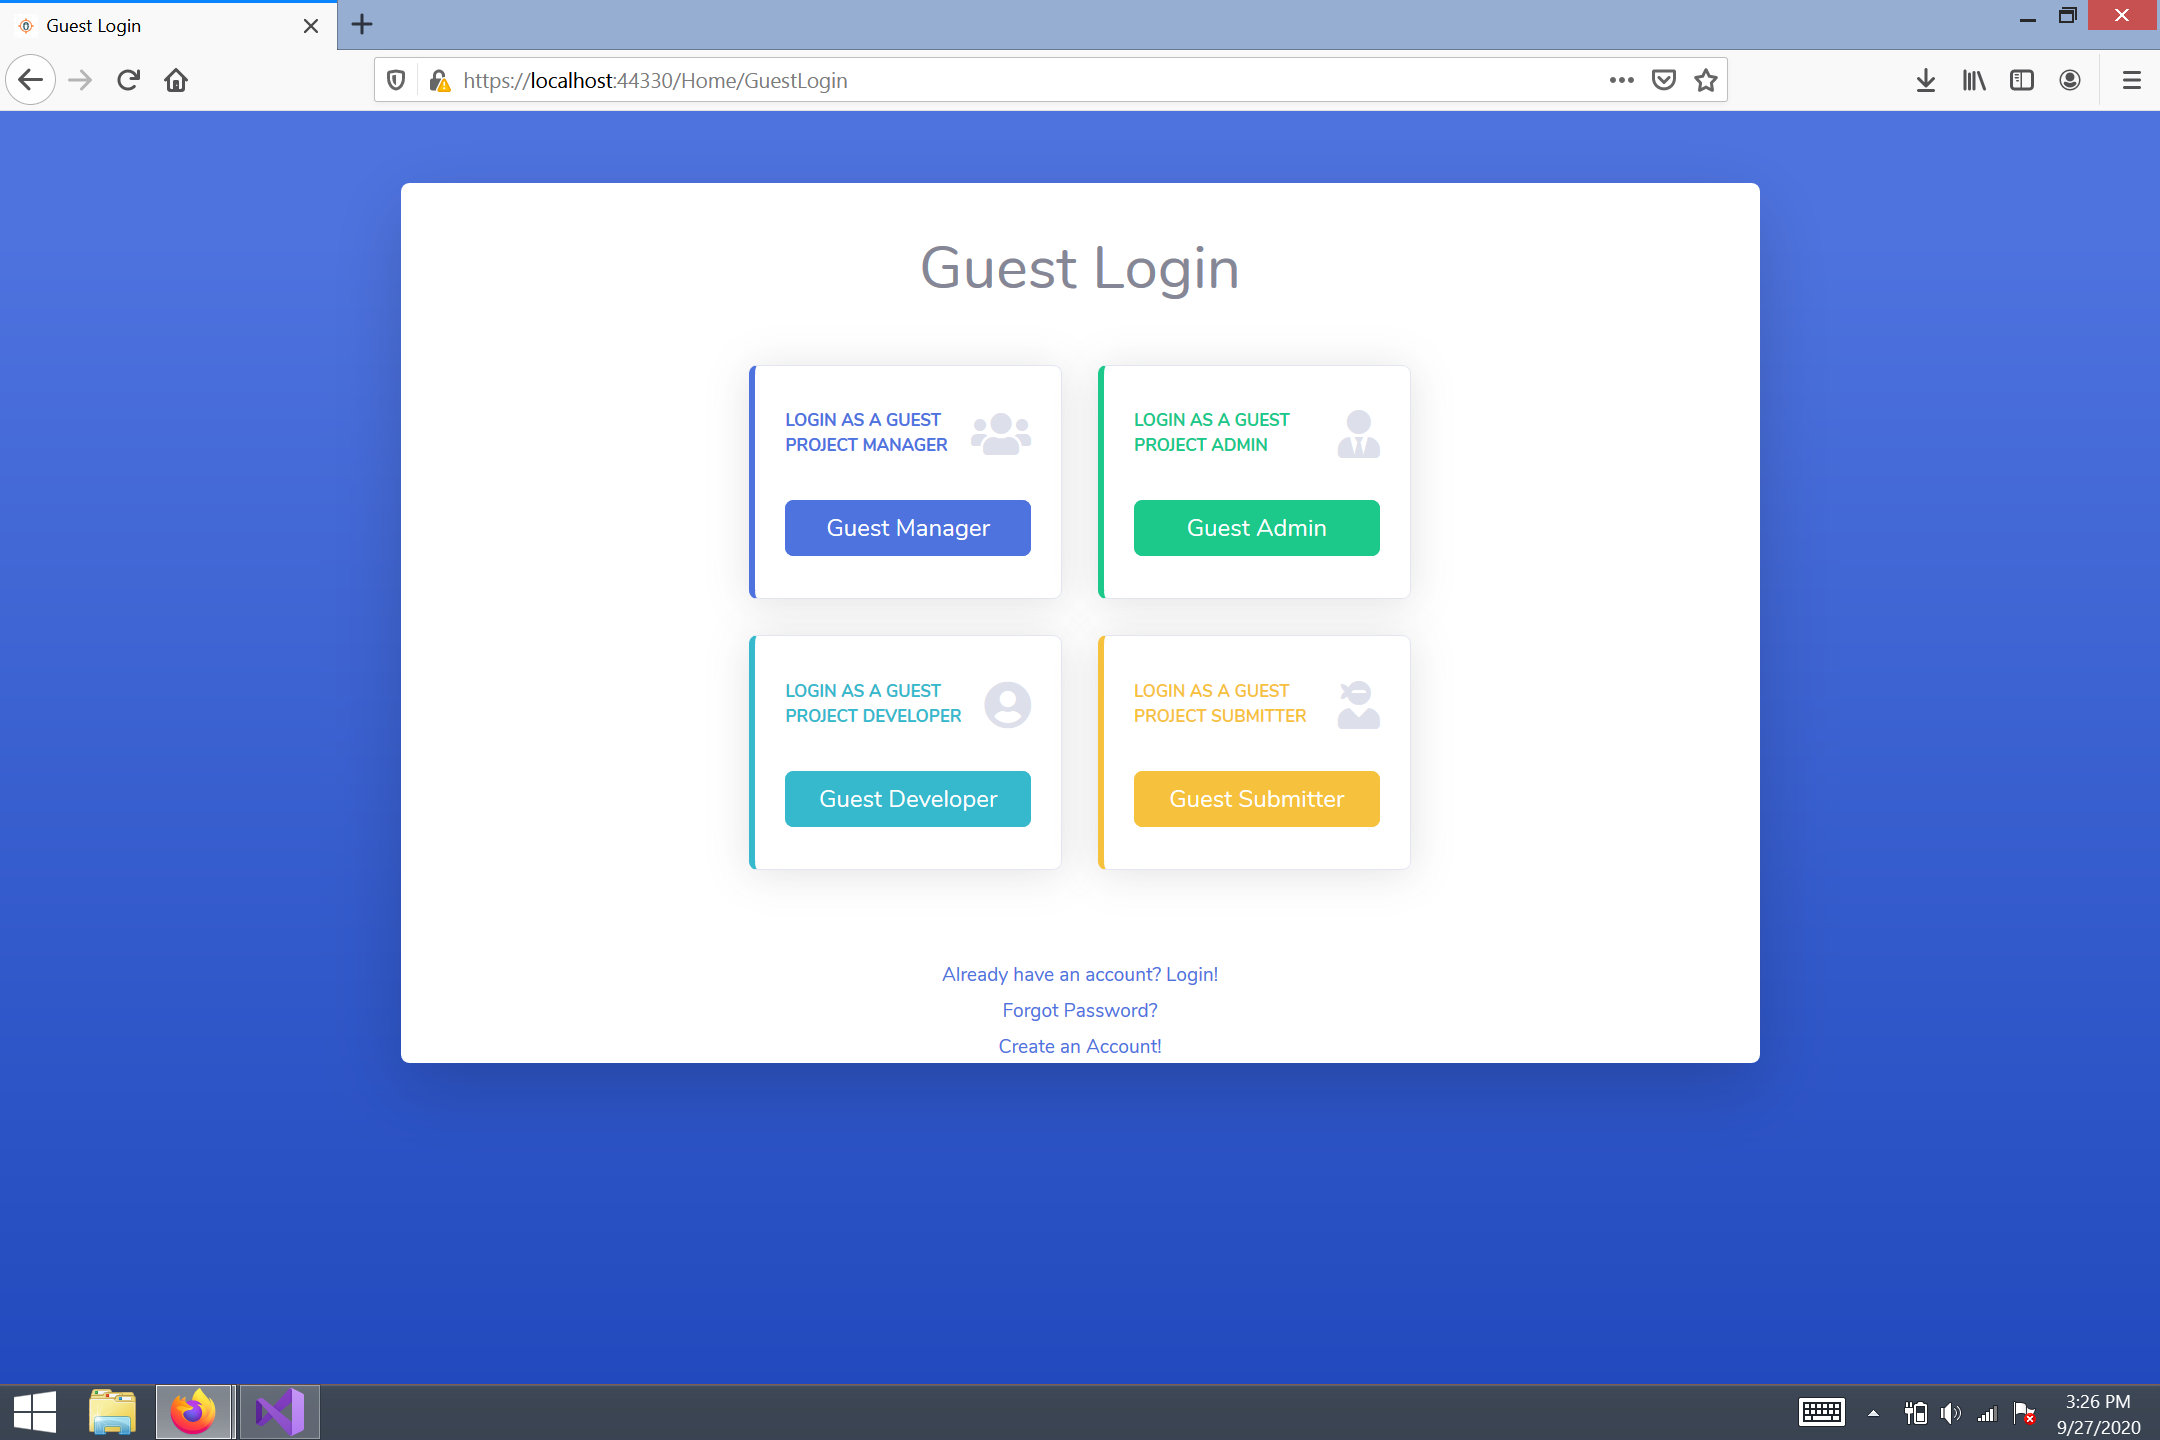 Guest Login
https://localhost:44330/Home/GuestLogin
Guest Login
LOGIN AS A GUEST
PROJECT MANAGER
Guest Manager
LOGIN AS A GUEST
PROJECT ADMIN
Guest Admin
LOGIN AS A GUEST
PROJECT DEVELOPER
Guest Developer
LOGIN AS A GUEST
PROJECT SUBMITTER
Guest Submitter
Already have an account? Login!
Forgot Password?
Create an Account!
3:26 PM
9/27/2020